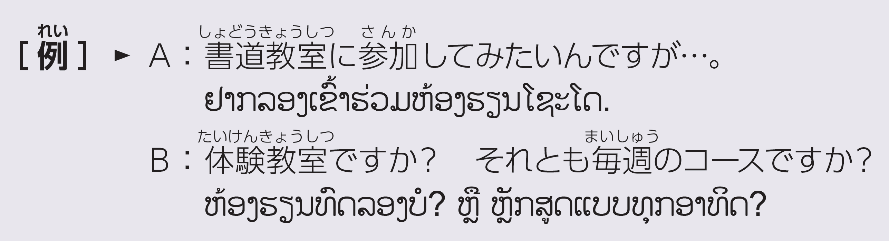 れい
[例] ► A：書道教室に参加してみたいんですが…。
しょどうきょうしつ さんか
ຢາກລອງເຂົ້າຮ່ວມຫ້ອງຮຽນໂຊະໂດ.
たいけんきょうしつ まいしゅう
B：体験教室ですか？ それとも毎週のコースですか？
ຫ້ອງຮຽນທົດລອງບໍ? ຫຼື ຫຼັກສູດແບບທຸກອາທິດ?